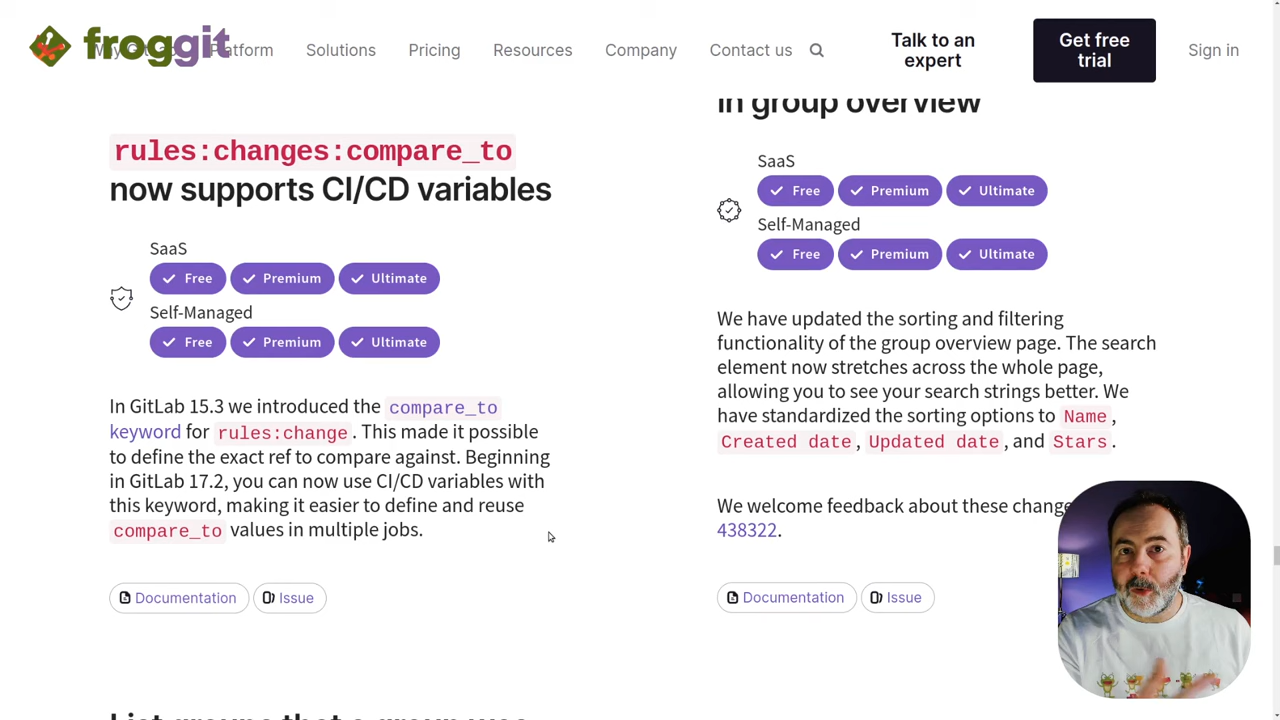 froggit
Platform
Solutions
Pricing
Resources
Company
Contact us
Talk to an
expert
Get free
trial
Sign in
rules:changes:compare_to
now supports CI/CD variables
SaaS
Free
Premium
Ultimate
Self-Managed
Free
Premium
Ultimate
In GitLab 15.3 we introduced the compare_to
keyword for rules:change. This made it possible
to define the exact ref to compare against. Beginning
in GitLab 17.2, you can now use CI/CD variables with
this keyword, making it easier to define and reuse
compare_to values in multiple jobs.
Documentation
Issue
in group overview
SaaS
Free
Premium
Ultimate
Self-Managed
Free
Premium
Ultimate
We have updated the sorting and filtering
functionality of the group overview page. The search
element now stretches across the whole page,
allowing you to see your search strings better. We
have standardized the sorting options to Name,
Created date, Updated date, and Stars.
We welcome feedback about these change
438322.
Documentation
Issue
List groups that a group was